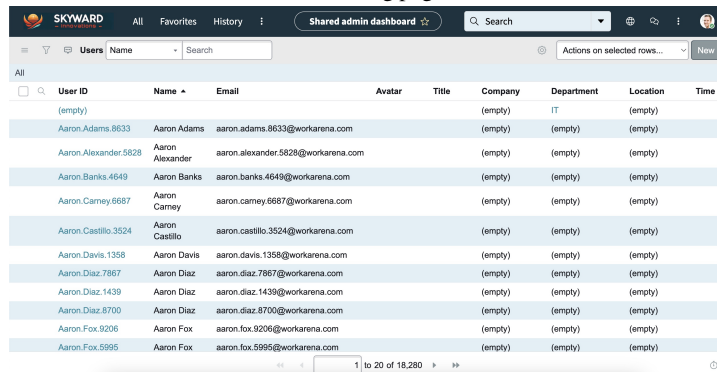 SKYWARD
Innovations
All Favorites History Shared admin dashboard Search
Users Name Search Actions on selected rows... New
All
User ID Name Email Avatar Title Company Department Location Time
(empty) (empty) IT (empty)
Aaron.Adams.8633 Aaron Adams aaron.adams.8633@workarena.com (empty) (empty) (empty)
Aaron.Alexander.5828 Aaron Alexander aaron.alexander.5828@workarena.com (empty) (empty) (empty)
Aaron.Banks.4649 Aaron Banks aaron.banks.4649@workarena.com (empty) (empty) (empty)
Aaron.Carney.6687 Aaron Carney aaron.carney.6687@workarena.com (empty) (empty) (empty)
Aaron.Castillo.3524 Aaron Castillo aaron.castillo.3524@workarena.com (empty) (empty) (empty)
Aaron.Davis.1358 Aaron Davis aaron.davis.1358@workarena.com (empty) (empty) (empty)
Aaron.Diaz.7867 Aaron Diaz aaron.diaz.7867@workarena.com (empty) (empty) (empty)
Aaron.Diaz.1439 Aaron Diaz aaron.diaz.1439@workarena.com (empty) (empty) (empty)
Aaron.Diaz.8700 Aaron Diaz aaron.diaz.8700@workarena.com (empty) (empty) (empty)
Aaron.Fox.9206 Aaron Fox aaron.fox.9206@workarena.com (empty) (empty) (empty)
Aaron.Fox.5995 Aaron Fox aaron.fox.5995@workarena.com (empty) (empty) (empty)
1 to 20 of 18,280